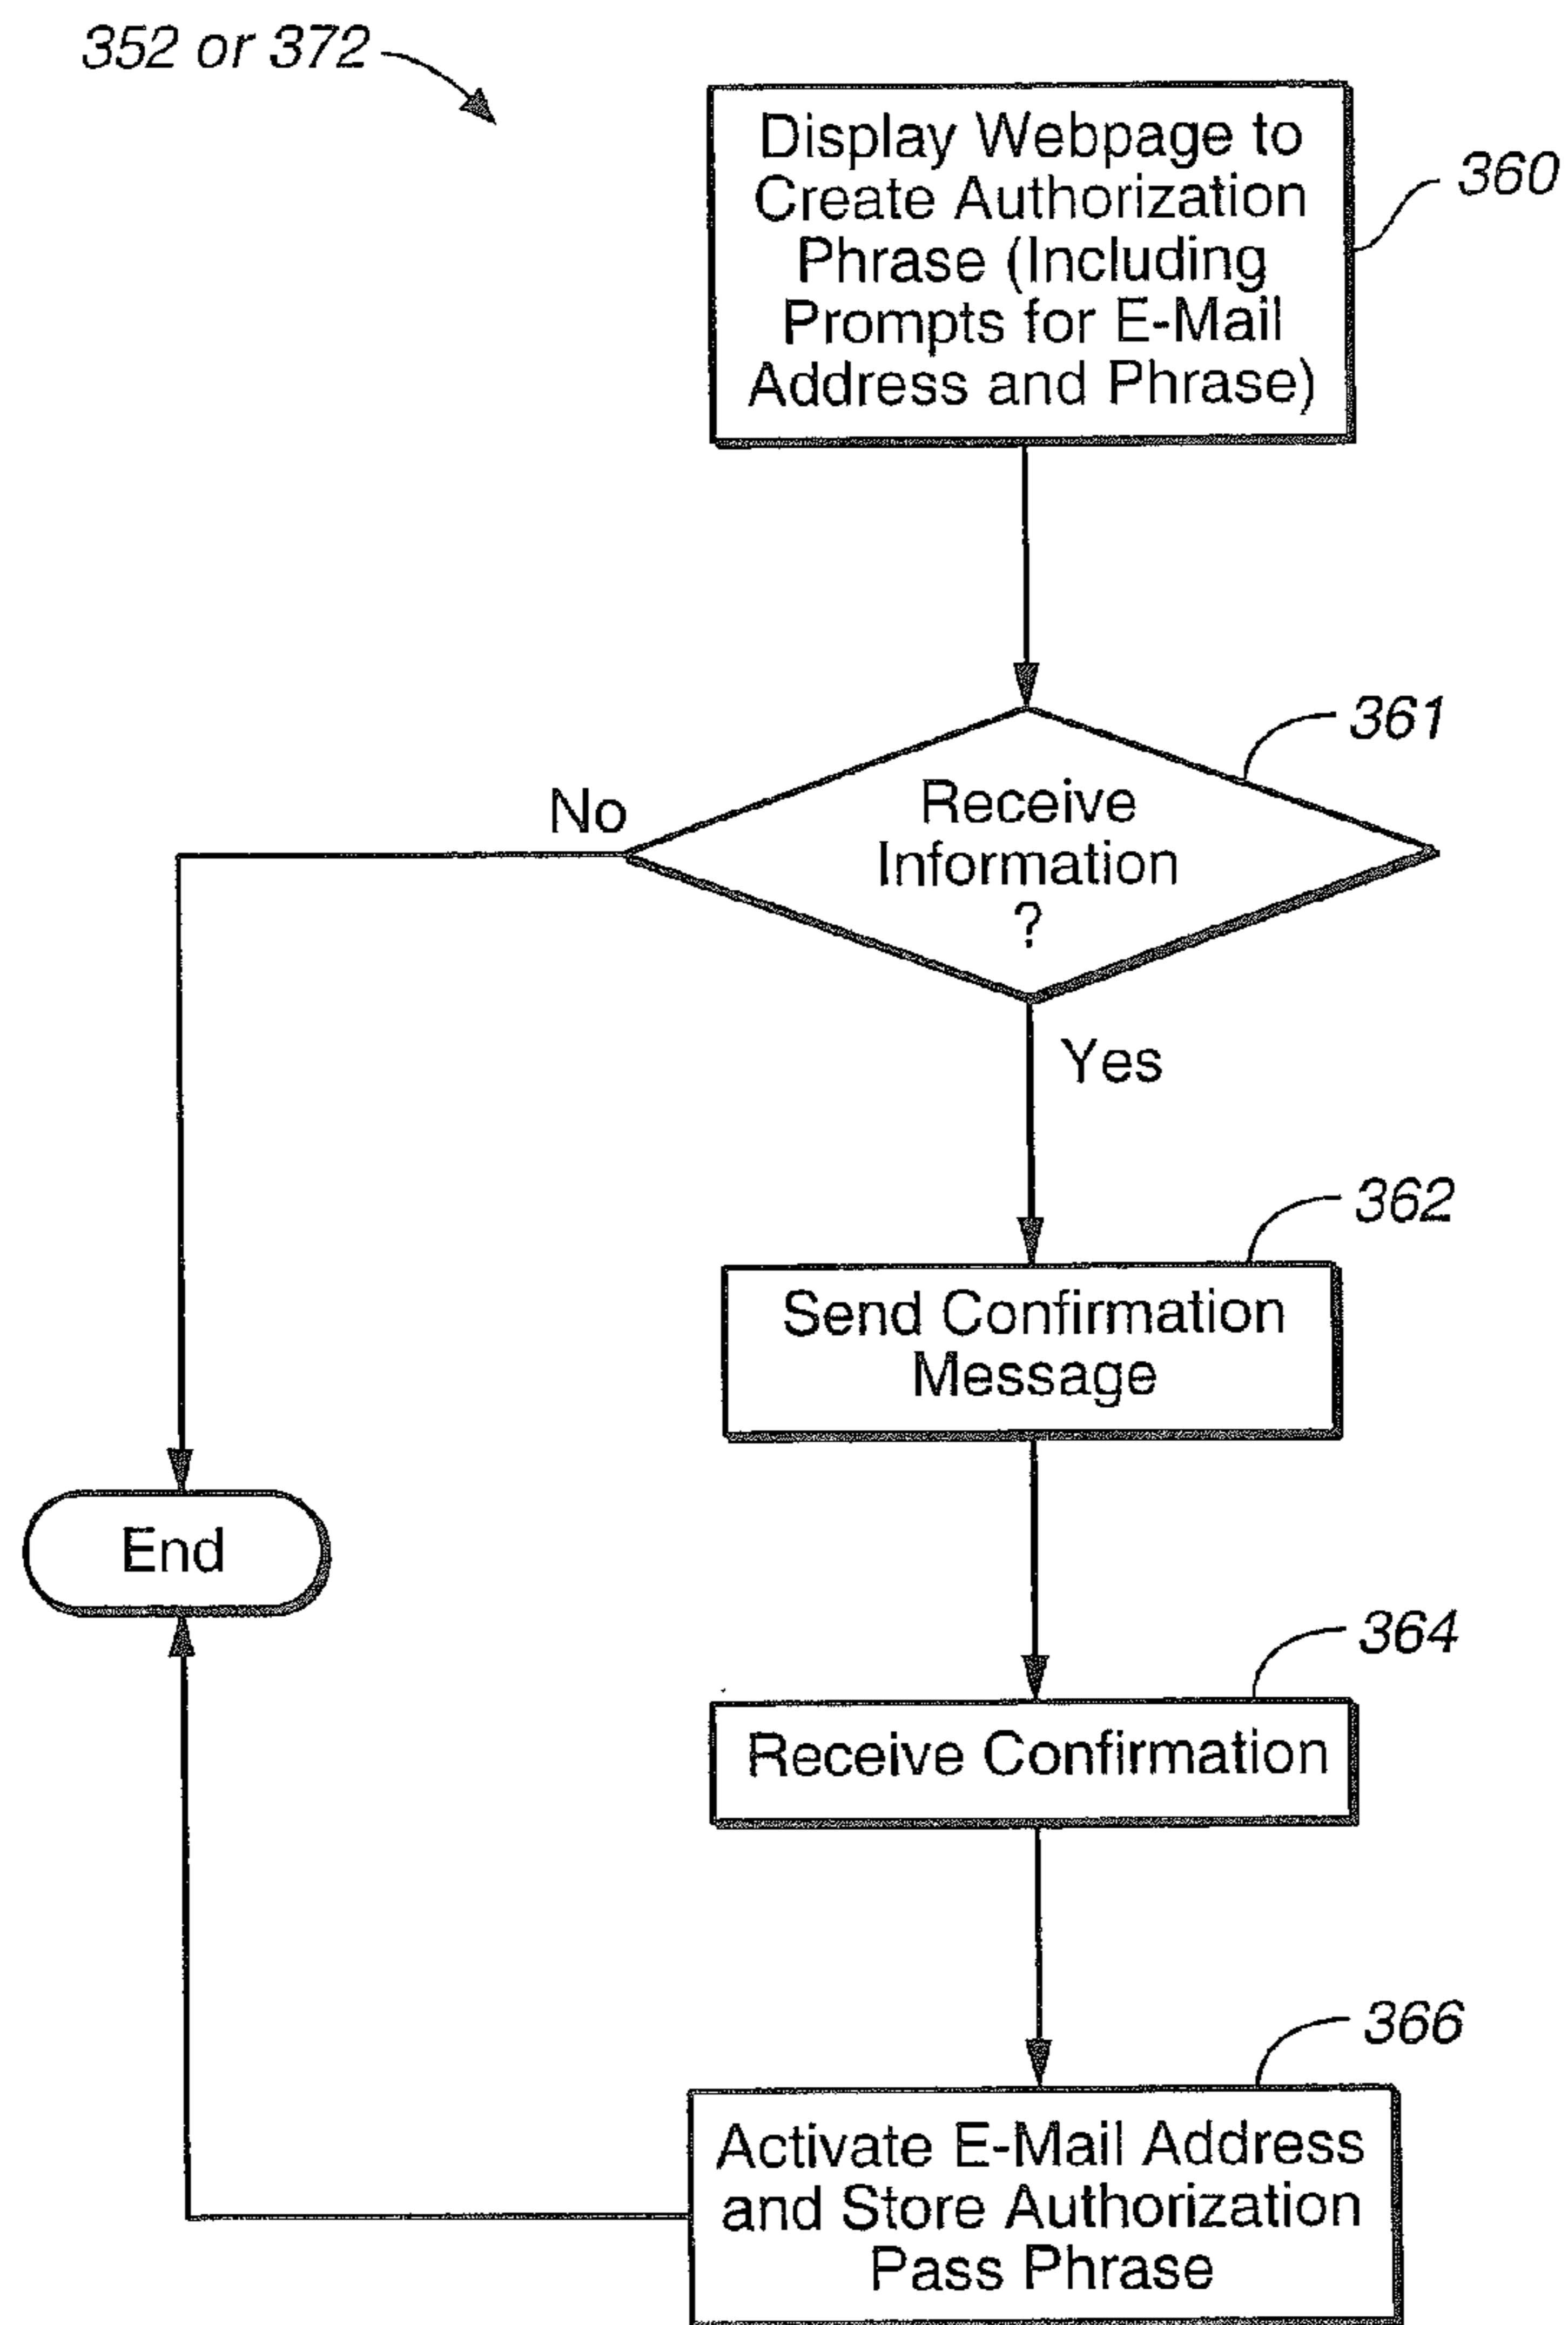 352 or 372
Display Webpage to
Create Authorization
Phrase (Including
Prompts for E-Mail
Address and Phrase)
360
361
Receive
Information
?
No
Yes
362
Send Confirmation
Message
End
364
Receive Confirmation
366
Activate E-Mail Address
and Store Authorization
Pass Phrase